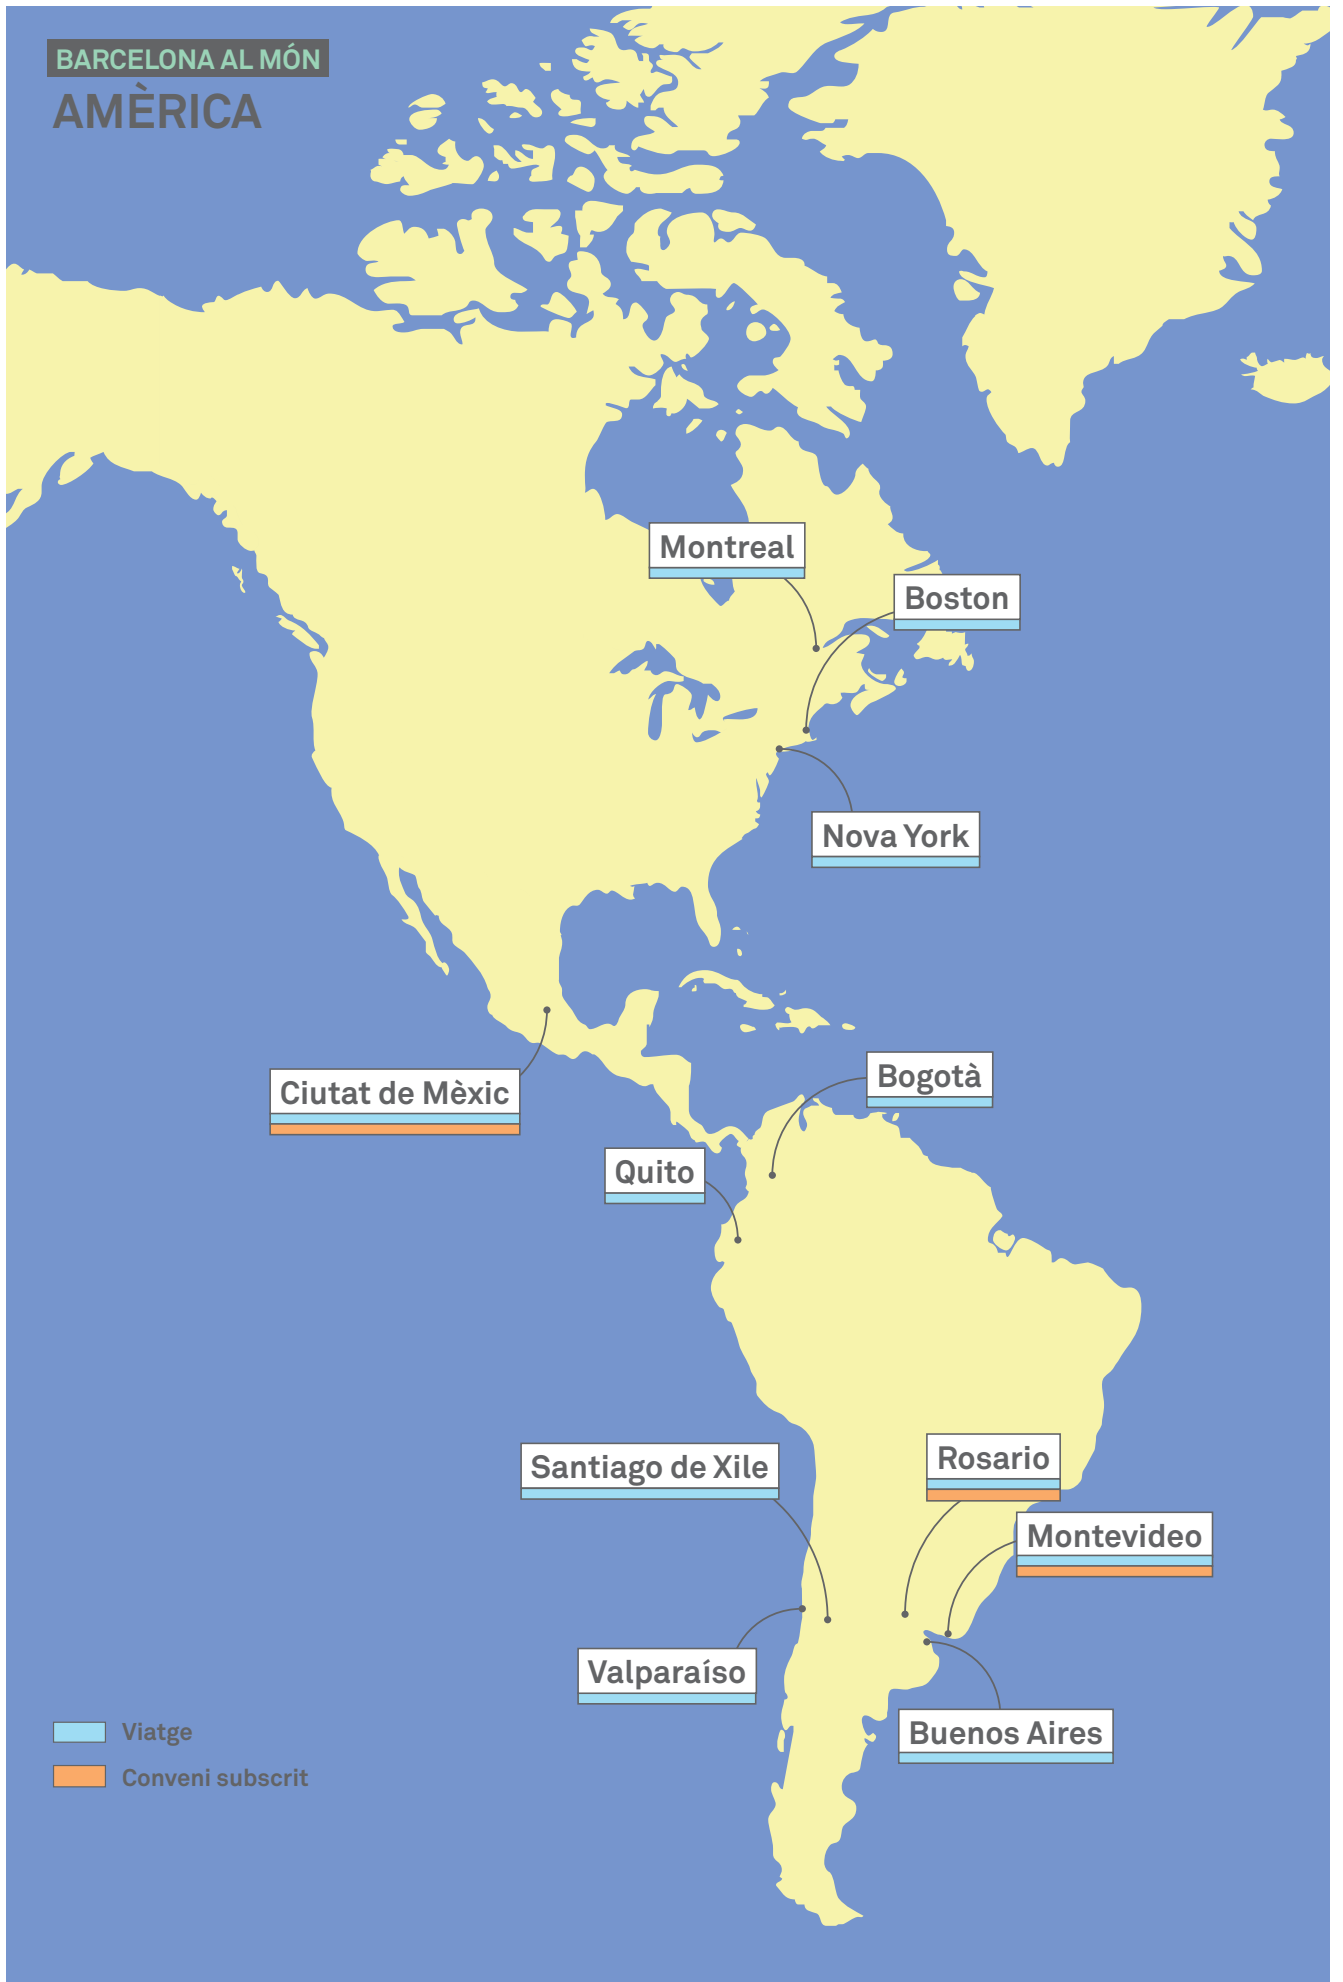 BARCELONA AL MÓN
AMÈRICA
Montreal
Boston
Nova York
Ciutat de Mèxic
Bogotà
Quito
Santiago de Xile
Rosario
Montevideo
Valparaíso
Buenos Aires
Viatge
Conveni subscrit